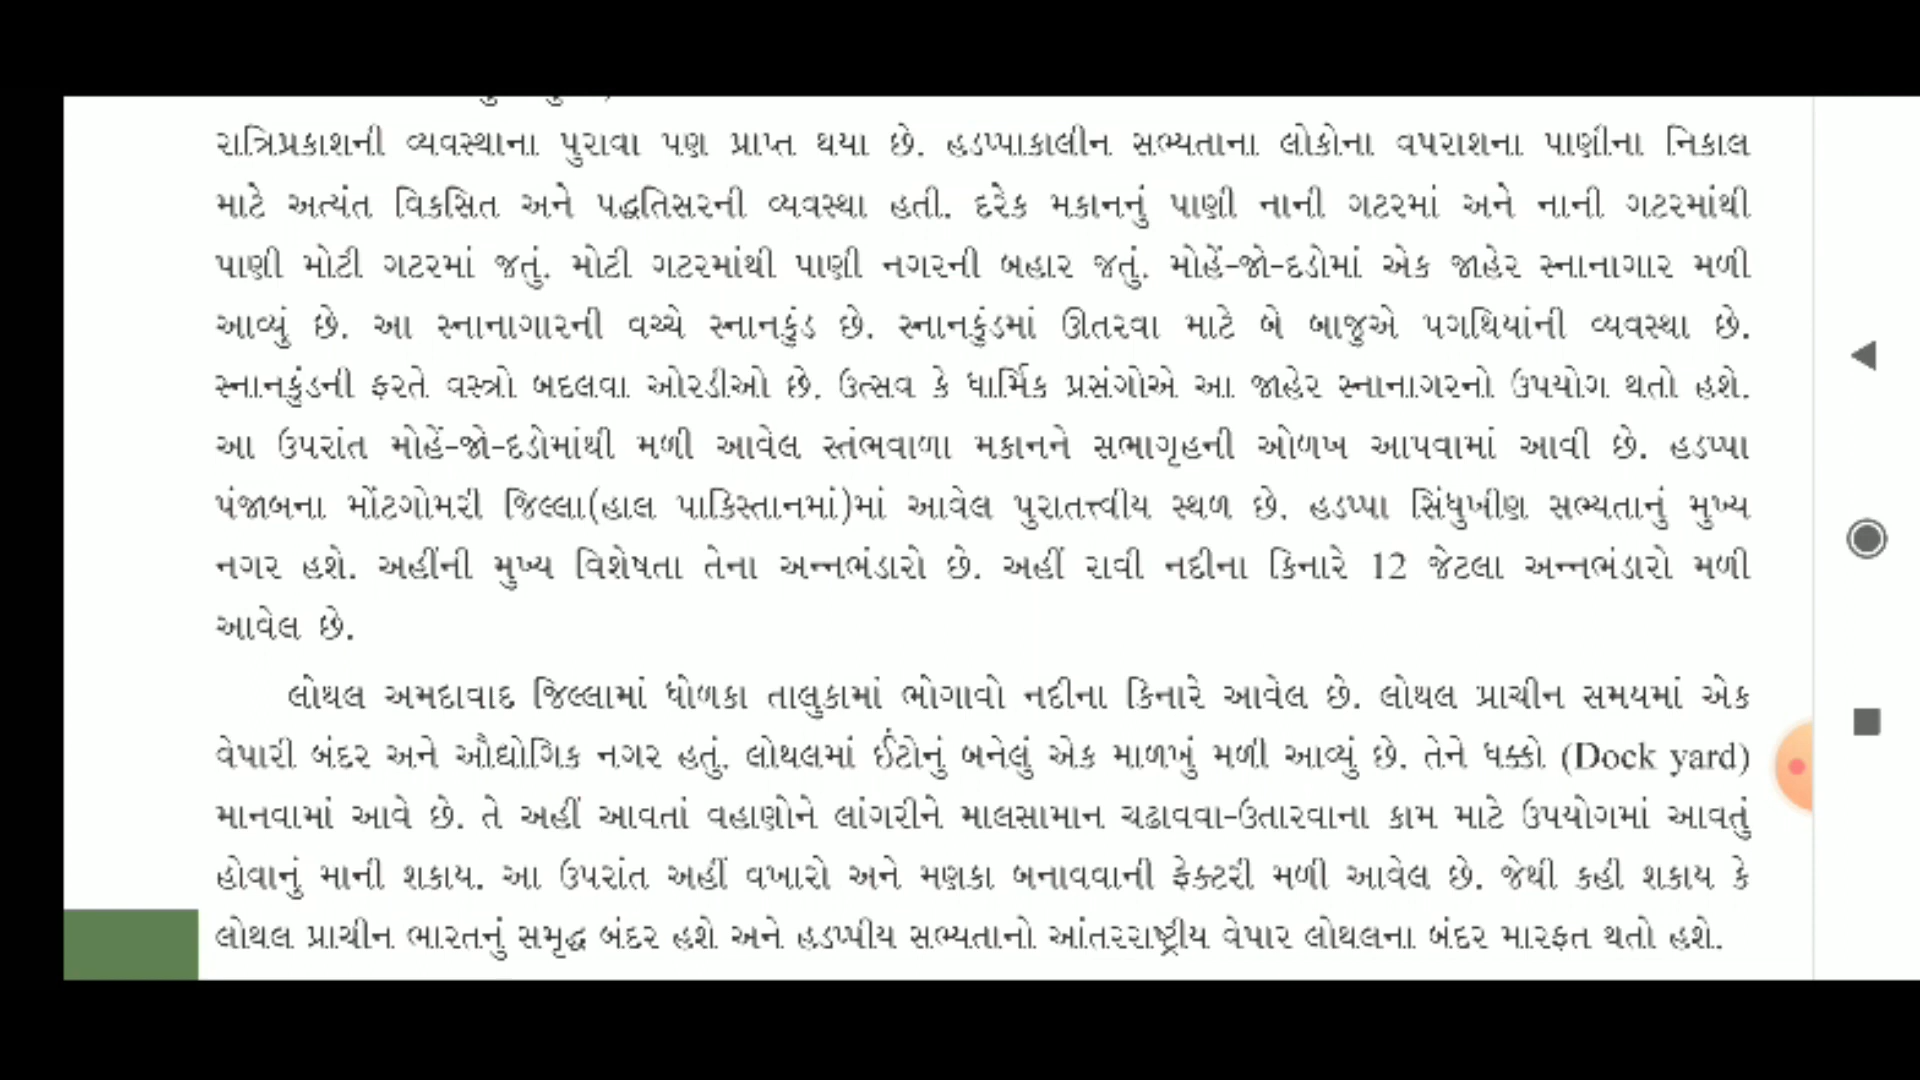 રાત્રિપ્રકાશની વ્યવસ્થાના પુરાવા પણ પ્રાપ્ત થયા છે. હડપ્પાકાલીન સભ્યતાના લોકોના વપરાશના પાણીના નિકાલ
માટે અત્યંત વિકસિત અને પદ્ધતિસરની વ્યવસ્થા હતી. દરેક મકાનનું પાણી નાની ગટરમાં અને નાની ગટરમાંથી
પાણી મોટી ગટરમાં જતું. મોટી ગટરમાંથી પાણી નગરની બહાર જતું. મોહેં-જો-દડોમાં એક જાહેર સ્નાનાગાર મળી
આવ્યું છે. આ સ્નાનાગારની વચ્ચે સ્નાનકુંડ છે. સ્નાનકુંડમાં ઊતરવા માટે બે બાજુએ પગથિયાંની વ્યવસ્થા છે.
સ્નાનકુંડની ફરતે વસ્ત્રો બદલવા ઓરડીઓ છે. ઉત્સવ કે ધાર્મિક પ્રસંગોએ આ જાહેર સ્નાનાગરનો ઉપયોગ થતો હશે.
આ ઉપરાંત મોહેં-જો-દડોમાંથી મળી આવેલ સ્તંભવાળા મકાનને સભાગૃહની ઓળખ આપવામાં આવી છે. હડપ્પા
પંજાબના મોંટગોમરી જિલ્લા(હાલ પાકિસ્તાનમાં)માં આવેલ પુરાતત્ત્વીય સ્થળ છે. હડપ્પા સિંધુખીણ સભ્યતાનું મુખ્ય
નગર હશે. અહીંની મુખ્ય વિશેષતા તેના અન્નભંડારો છે. અહીં રાવી નદીના કિનારે 12 જેટલા અન્નભંડારો મળી
આવેલ છે.
લોથલ અમદાવાદ જિલ્લામાં ધોળકા તાલુકામાં ભોગાવો નદીના કિનારે આવેલ છે. લોથલ પ્રાચીન સમયમાં એક
વેપારી બંદર અને ઔદ્યોગિક નગર હતું. લોથલમાં ઈંટોનું બનેલું એક માળખું મળી આવ્યું છે. તેને ધક્કો (Dock yard)
માનવામાં આવે છે. તે અહીં આવતાં વહાણોને લાંગરીને માલસામાન ચઢાવવા-ઉતારવાના કામ માટે ઉપયોગમાં આવતું
હોવાનું માની શકાય. આ ઉપરાંત અહીં વખારો અને મણકા બનાવવાની ફેક્ટરી મળી આવેલ છે. જેથી કહી શકાય કે
લોથલ પ્રાચીન ભારતનું સમૃદ્ધ બંદર હશે અને હડપ્પીય સભ્યતાનો આંતરરાષ્ટ્રીય વેપાર લોથલના બંદર મારફત થતો હશે.